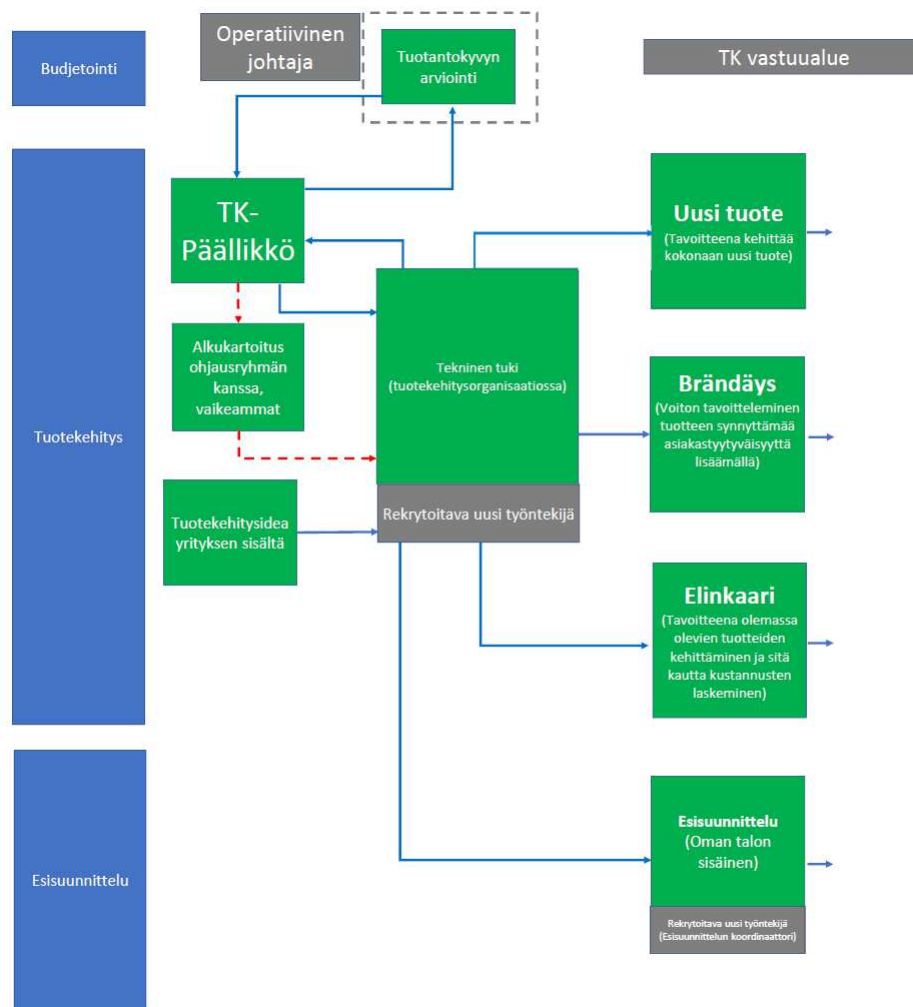 Budjetointi
Operatiivinen
johtaja
Tuotantokyvyn
arviointi
TK vastuualue
Tuotekehitys
TK-
Päällikkö
Alkukartoitus
ohjausryhmän
kanssa,
vaikeammat
Tuotekehitysidea
yrityksen sisältä
Tekninen tuki
(tuotekehitysorganisaatiossa)
Rekrytoitava uusi työntekijä
Uusi tuote
(Tavoitteena kehittää
kokonaan uusi tuote)
Brändäys
(Voiton tavoitteleminen
tuotteen synnyttämää
asiakastyytyväisyyttä
lisäämällä)
Elinkaari
(Tavoitteena olemassa
olevien tuotteiden
kehittäminen ja sitä
kautta kustannusten
laskeminen)
Esisuunnittelu
Esisuunnittelu
(Oman talon
sisäinen)
Rekrytoitava uusi työntekijä
(Esisuunnittelun koordinaattori)